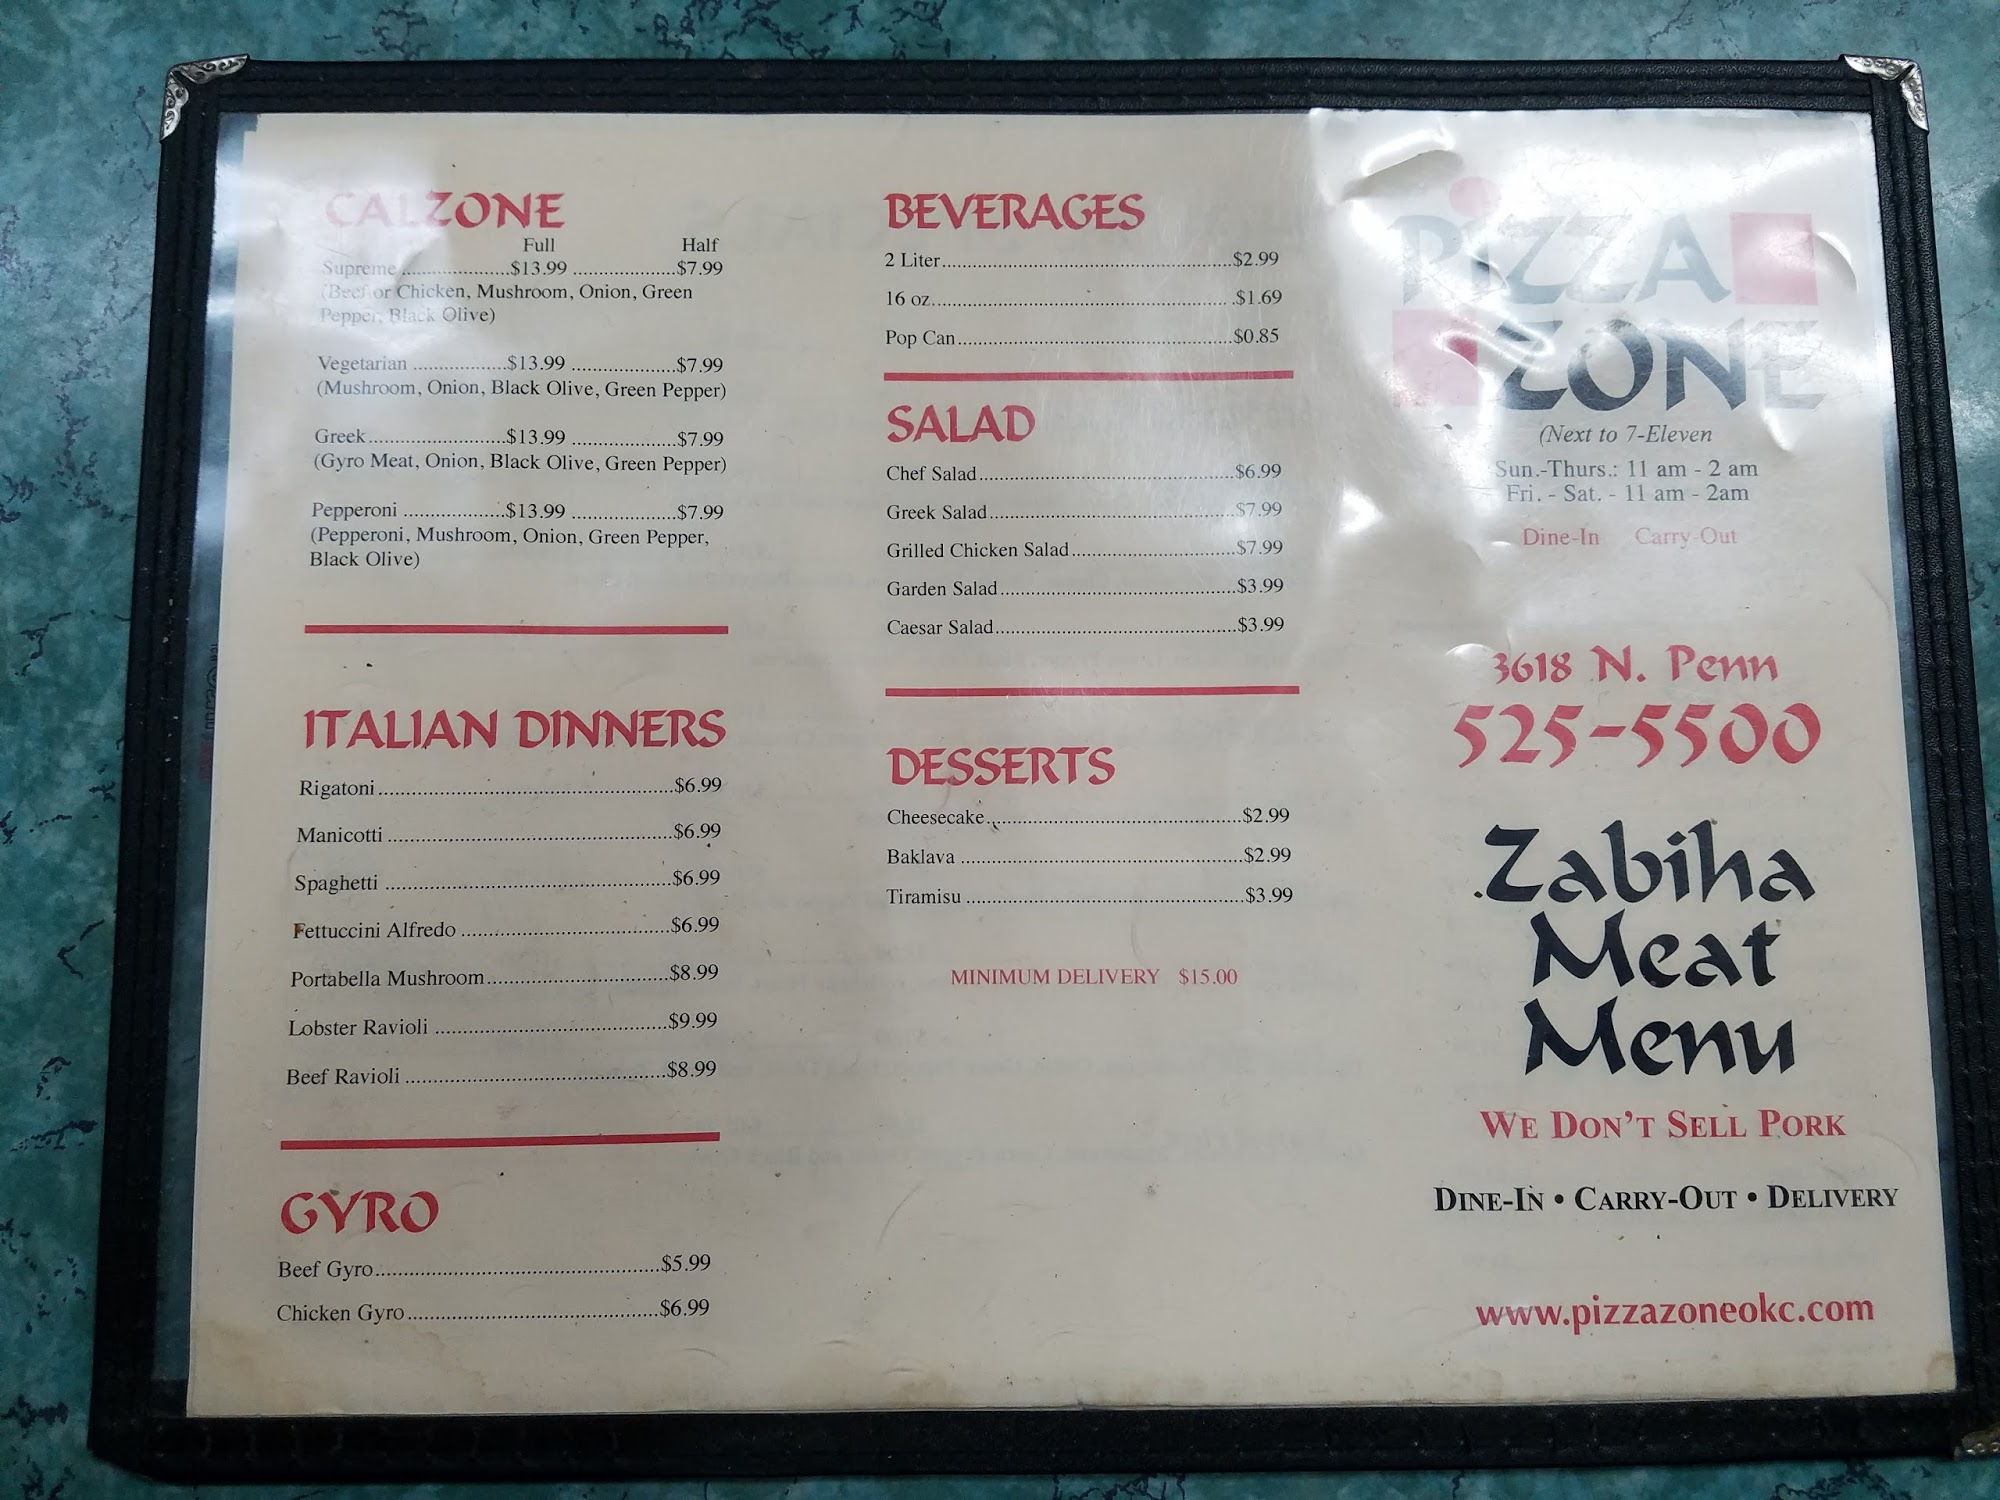 CALZONE
Full Half
Supreme ......................$13.99 .....................$7.99
(Beef or Chicken, Mushroom, Onion, Green
Pepper, Black Olive)
Vegetarian ...................$13.99 .....................$7.99
(Mushroom, Onion, Black Olive, Green Pepper)
Greek............................$13.99 .....................$7.99
(Gyro Meat, Onion, Black Olive, Green Pepper)
Pepperoni .....................$13.99 .....................$7.99
(Pepperoni, Mushroom, Onion, Green Pepper,
Black Olive)
ITALIAN DINNERS
Rigatoni............................................................$6.99
Manicotti ..........................................................$6.99
Spaghetti ..........................................................$6.99
Fettuccini Alfredo ..........................................$6.99
Portabella Mushroom.....................................$8.99
Lobster Ravioli ...............................................$9.99
Beef Ravioli .....................................................$8.99
GYRO
Beef Gyro..........................................................$5.99
Chicken Gyro...................................................$6.99
BEVERAGES
2 Liter...........................................................$2.99
16 oz.............................................................$1.69
Pop Can........................................................$0.85
SALAD
Chef Salad....................................................$6.99
Greek Salad..................................................$7.99
Grilled Chicken Salad.................................$7.99
Garden Salad................................................$3.99
Caesar Salad.................................................$3.99
DESSERTS
Cheesecake....................................................$2.99
Baklava .........................................................$2.99
Tiramisu ........................................................$3.99
MINIMUM DELIVERY $15.00
PiZZA
ZONE
(Next to 7-Eleven
Sun.-Thurs.: 11 am - 2 am
Fri. - Sat. - 11 am - 2am
Dine-In Carry-Out
3618 N. Penn
525-5500
Zabiha
Meat
Menu
WE DON'T SELL PORK
DINE-IN • CARRY-OUT • DELIVERY
www.pizzazoneokc.com